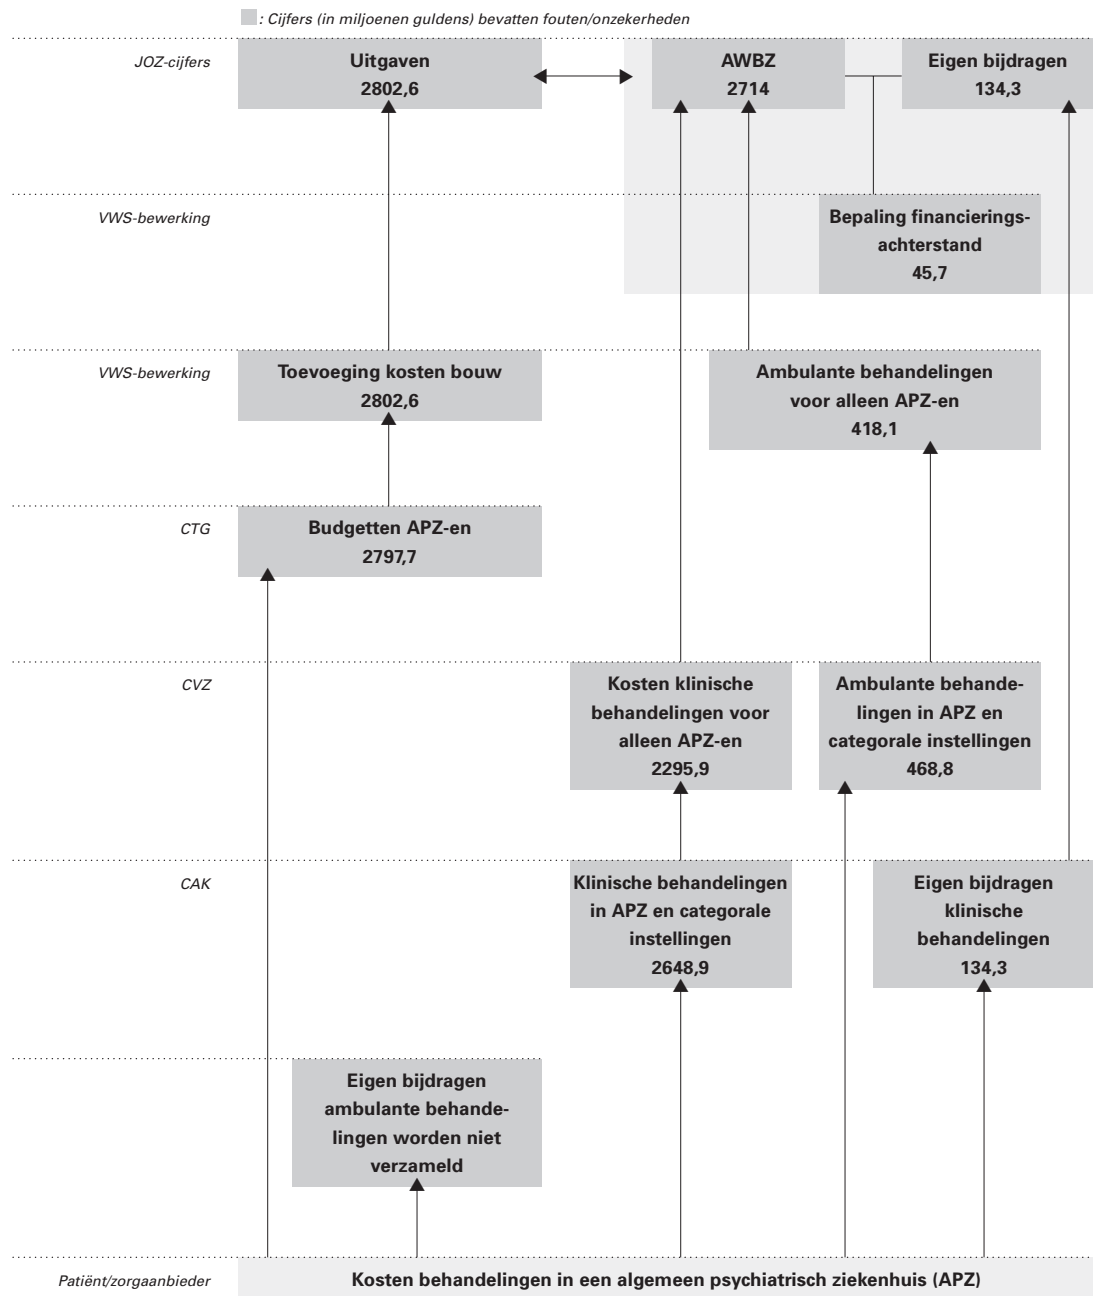 : Cijfers (in miljoenen guldens) bevatten fouten/onzekerheden
JOZ-cijfers
Uitgaven
2802,6
AWBZ
2714
Eigen bijdragen
134,3
VWS-bewerking
Bepaling financierings-
achterstand
45,7
VWS-bewerking
Toevoeging kosten bouw
2802,6
Ambulante behandelingen
voor alleen APZ-en
418,1
CTG
Budgetten APZ-en
2797,7
CVZ
Kosten klinische
behandelingen voor
alleen APZ-en
2295,9
Ambulante behande-
lingen in APZ en
categorale instellingen
468,8
CAK
Klinische behandelingen
in APZ en categorale
instellingen
2648,9
Eigen bijdragen
klinische
behandelingen
134,3
Eigen bijdragen
ambulante behande-
lingen worden niet
verzameld
Patiënt/zorgaanbieder
Kosten behandelingen in een algemeen psychiatrisch ziekenhuis (APZ)